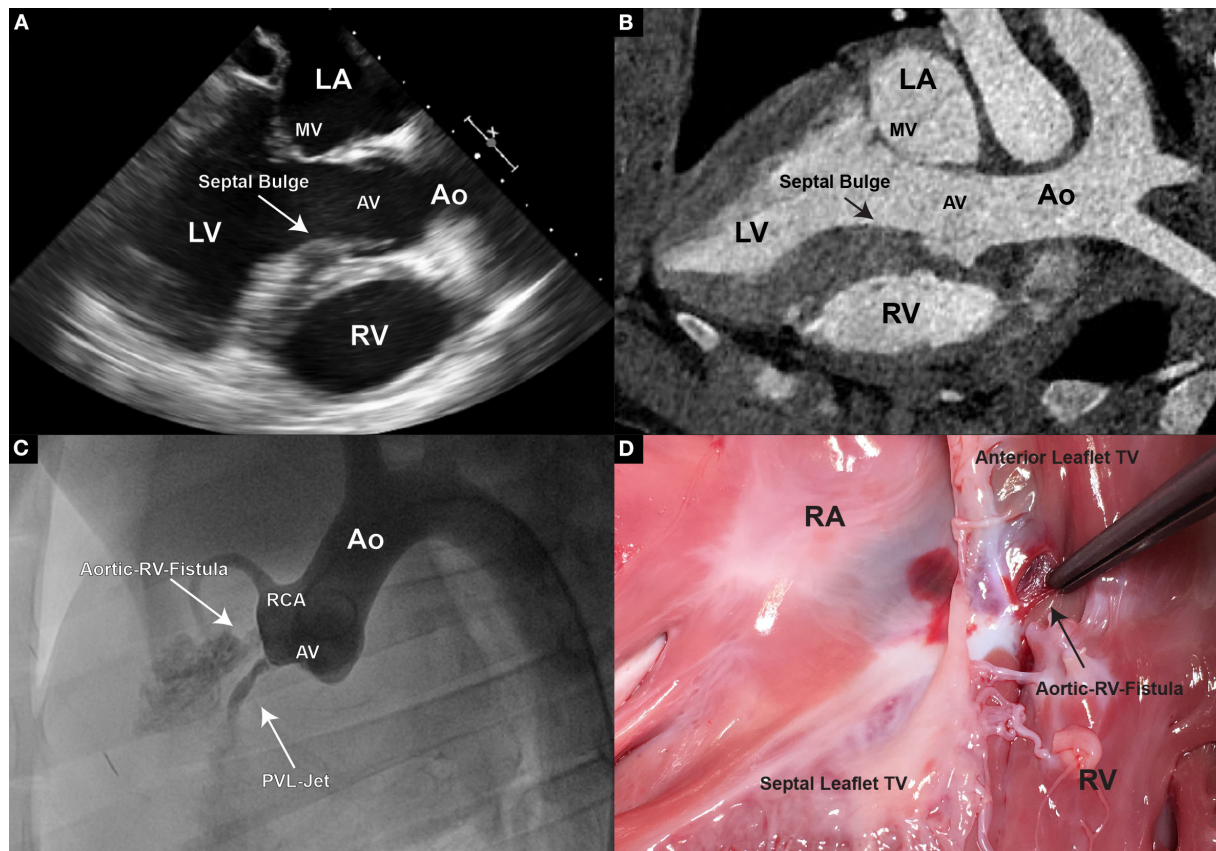 A
LA
MV
Septal Bulge
Ao
AV
LV
RV
B
LA
MV
Septal Bulge
AV
Ao
LV
RV
C
Ao
Aortic-RV-Fistula
RCA
AV
PVL-Jet
D
Anterior Leaflet TV
RA
Aortic-RV-Fistula
Septal Leaflet TV
RV